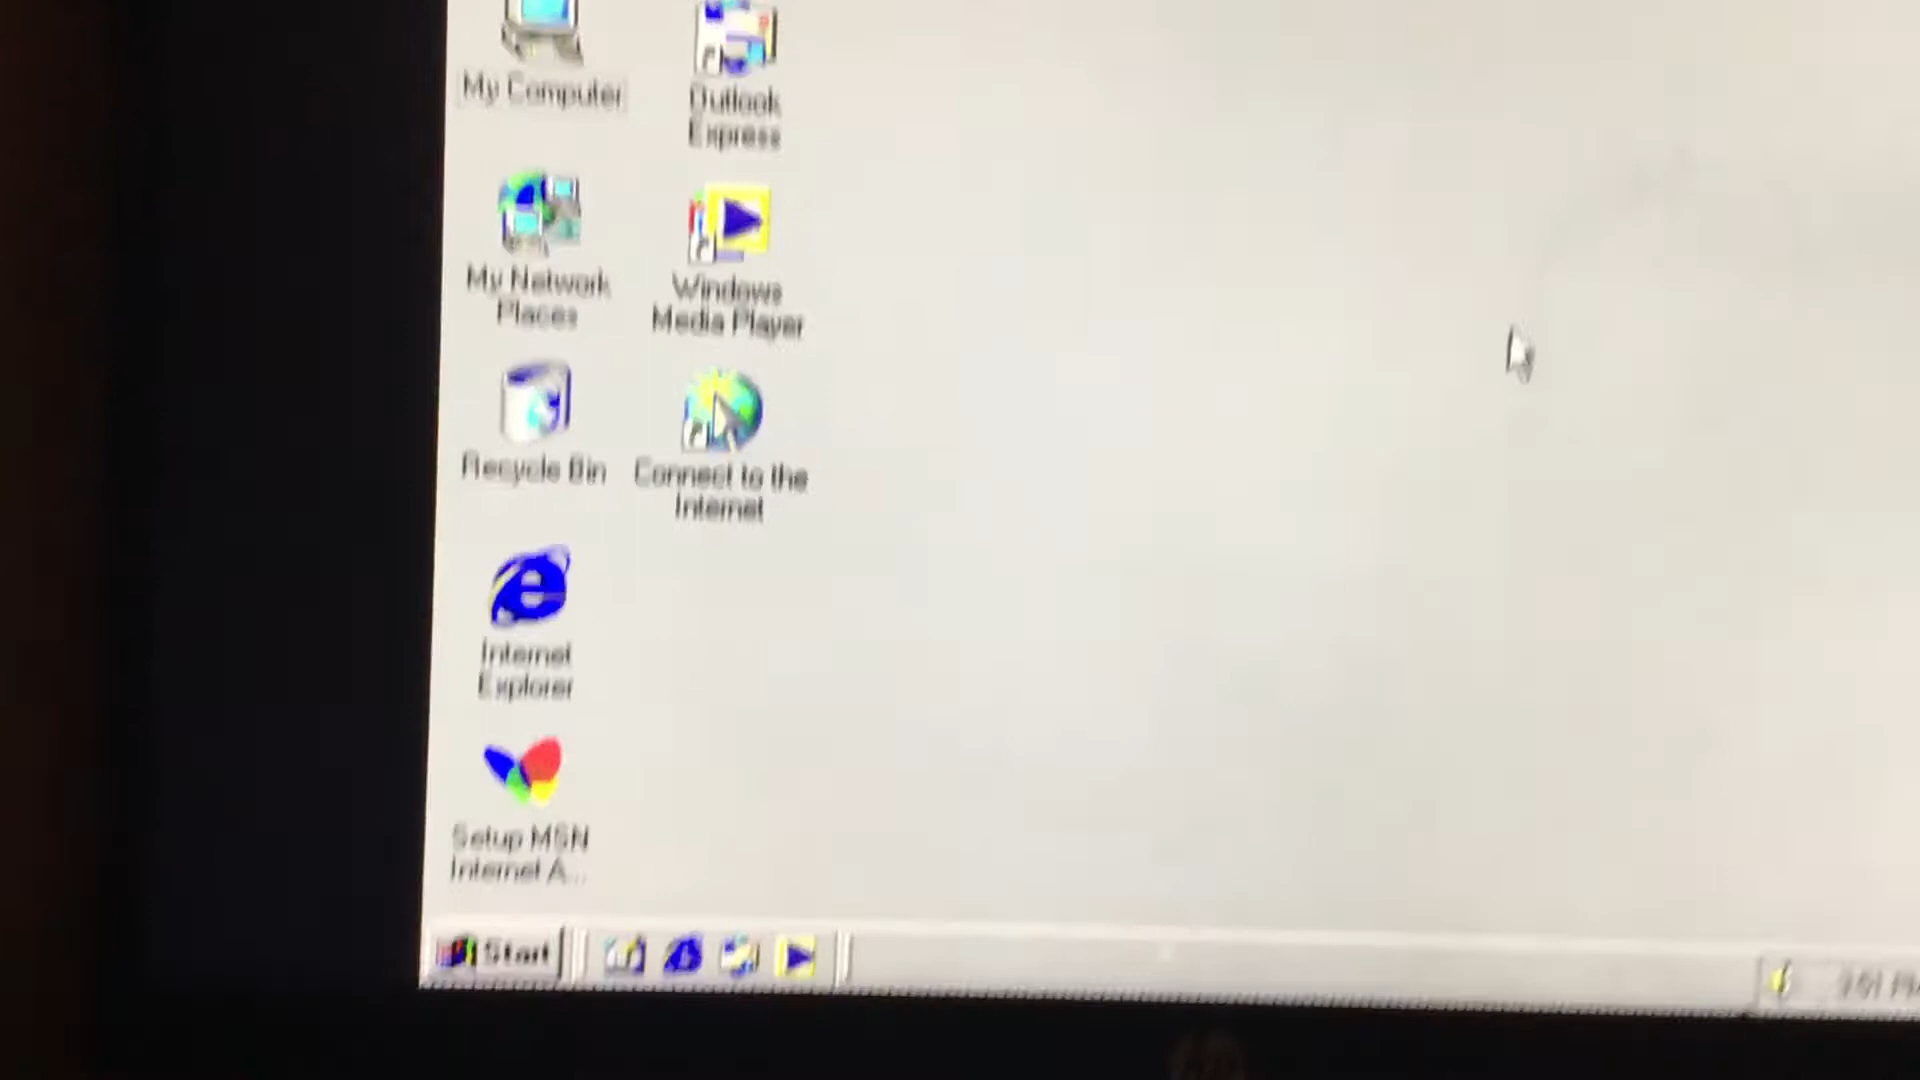 My Computer
Outlook
Express
My Network
Places
Windows
Media Player
Recycle Bin
Connect to the
Internet
Internet
Explorer
Setup MSN
Internet A...
Start